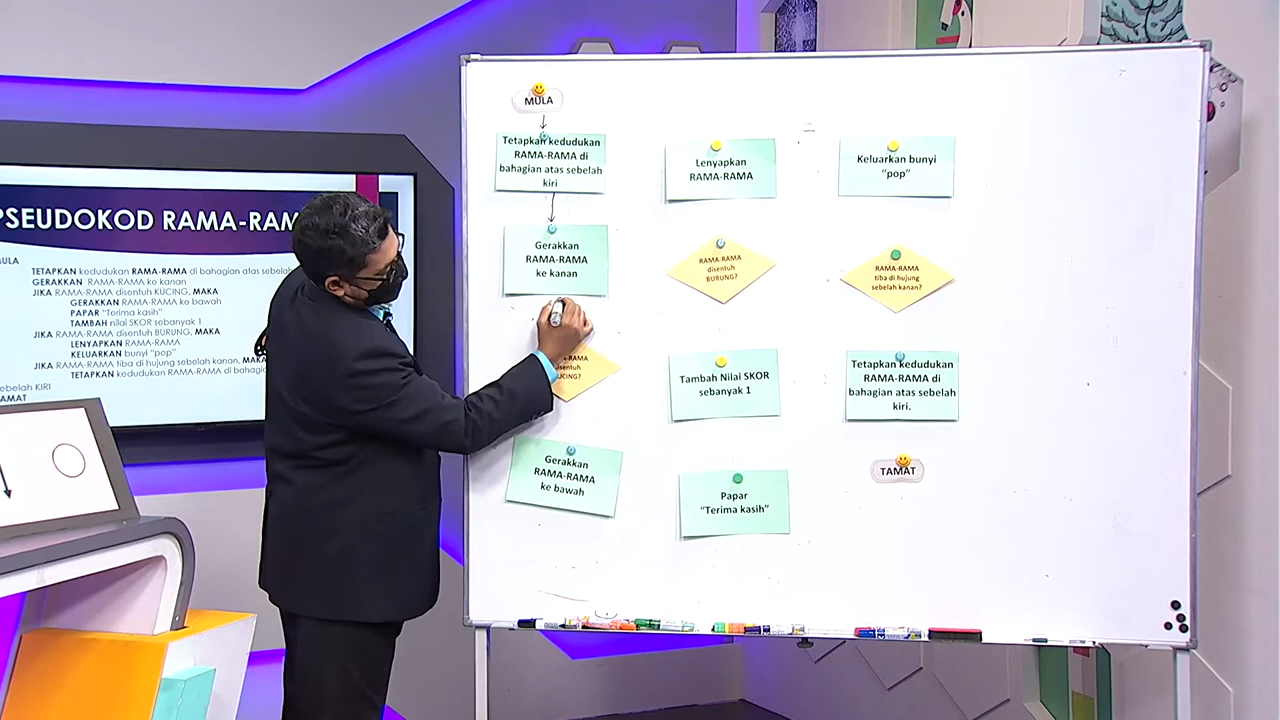 PSEUDOKOD RAMA-RAM
MULA
TETAPKAN kedudukan RAMA-RAMA di bahagian atas sebelah
GERAKKAN RAMA-RAMA ke kanan
JIKA RAMA-RAMA disentuh KUCING, MAKA
GERAKKAN RAMA-RAMA ke bawah
PAPAR “Terima kasih”
TAMBAH nilai SKOR sebanyak 1
JIKA RAMA-RAMA disentuh BURUNG, MAKA
LENYAPKAN RAMA-RAMA
KELUARKAN bunyi “pop”
JIKA RAMA-RAMA tiba di hujung sebelah kanan, MAKA
TETAPKAN kedudukan RAMA-RAMA di bahagia
ebelah KIRI
AMAT
MULA
Tetapkan kedudukan
RAMA-RAMA di
bahagian atas sebelah
kiri
Gerakkan
RAMA-RAMA
ke kanan
-RAMA
isentuh
UCING?
Gerakkan
RAMA-RAMA
ke bawah
Lenyapkan
RAMA-RAMA
RAMA-RAMA
disentuh
BURUNG?
Tambah Nilai SKOR
sebanyak 1
Papar
“Terima kasih”
Keluarkan bunyi
“pop”
RAMA-RAMA
tiba di hujung
sebelah kanan?
Tetapkan kedudukan
RAMA-RAMA di
bahagian atas sebelah
kiri.
TAMAT